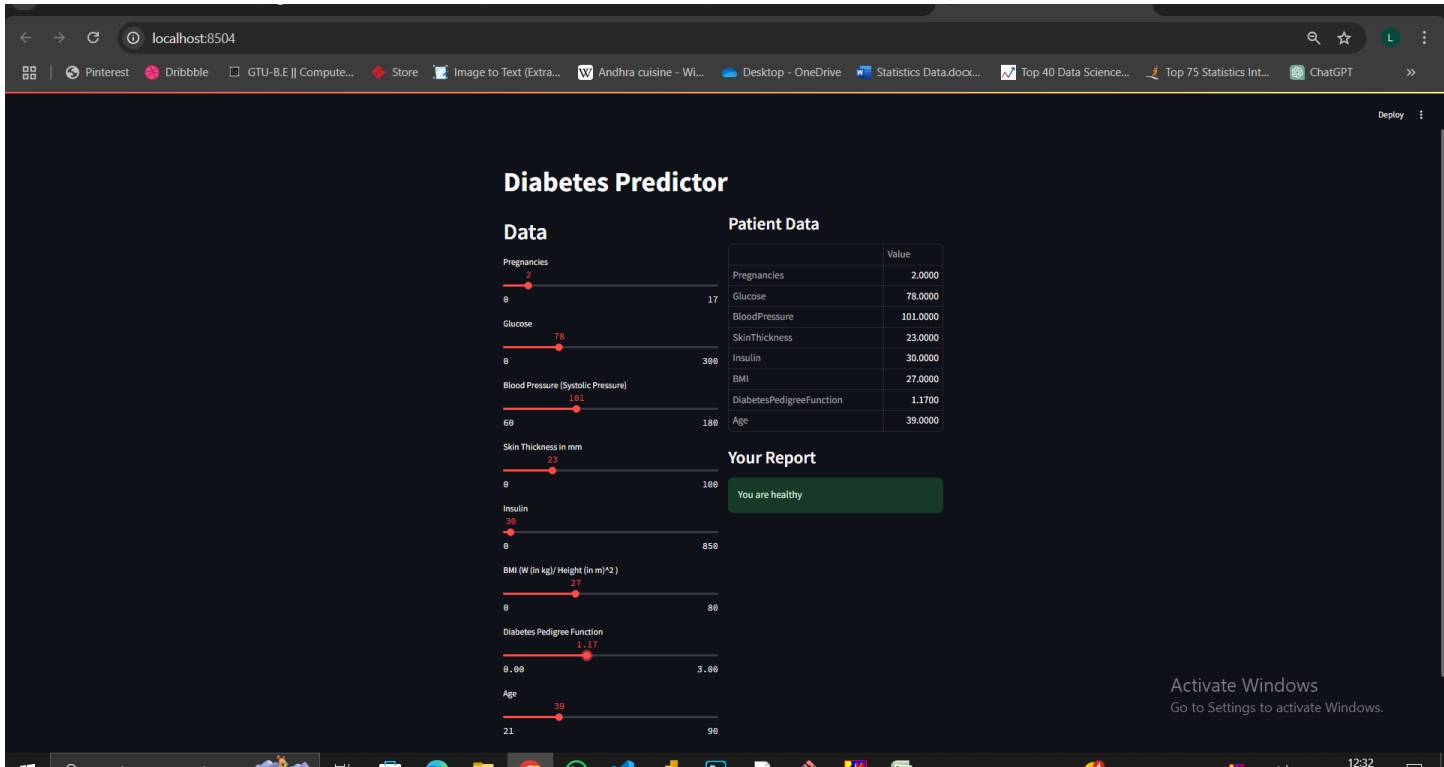 localhost:8504
L
Pinterest
Dribbble
GTU-B.E || Compute...
Store
Image to Text (Extra...
Andhra cuisine - Wi...
Desktop - OneDrive
Statistics Data.docx...
Top 40 Data Science...
Top 75 Statistics Int...
ChatGPT
Deploy
Diabetes Predictor
Data
Pregnancies
2
0 17
Glucose
78
0 300
Blood Pressure (Systolic Pressure)
101
60 180
Skin Thickness in mm
23
0 100
Insulin
30
0 850
BMI (W (in kg)/ Height (in m)^2 )
27
0 80
Diabetes Pedigree Function
1.17
0.00 3.00
Age
39
21 90
Patient Data
Value
Pregnancies 2.0000
Glucose 78.0000
BloodPressure 101.0000
SkinThickness 23.0000
Insulin 30.0000
BMI 27.0000
DiabetesPedigreeFunction 1.1700
Age 39.0000
Your Report
You are healthy
Activate Windows
Go to Settings to activate Windows.
12:32